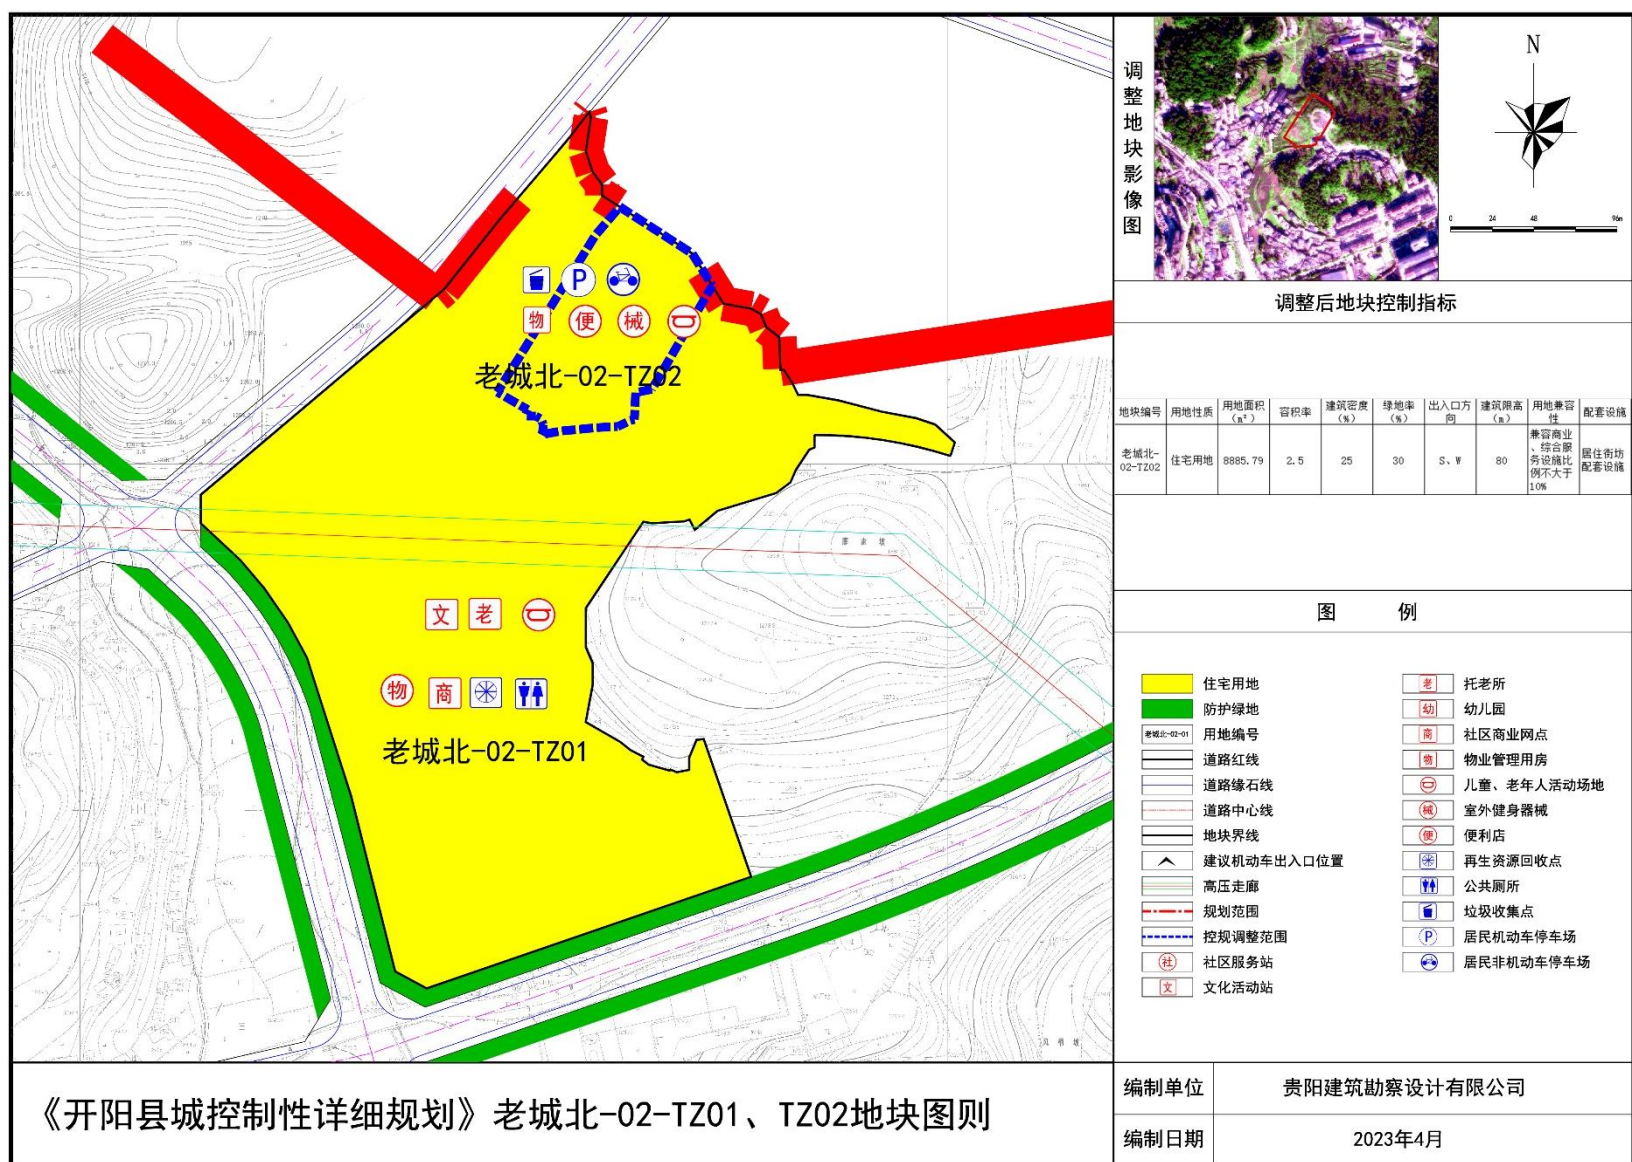 调整地块影像图
N
0 24 48 96m
调整后地块控制指标
地块编号 用地性质 用地面积（m²） 容积率 建筑密度（%） 绿地率（%） 出入口方向 建筑限高（m） 用地兼容性 配套设施
老城北-02-TZ02 住宅用地 8885.79 2.5 25 30 S、W 80 兼容商业、综合服务设施比例不大于10% 居住街坊配套设施
P
物 便 械
老城北-02-TZ02
文 老
物 商
老城北-02-TZ01
图 例
住宅用地
防护绿地
老城北-02-01 用地编号
道路红线
道路缘石线
道路中心线
地块界线
建议机动车出入口位置
高压走廊
规划范围
控规调整范围
社 社区服务站
文 文化活动站
老 托老所
幼 幼儿园
商 社区商业网点
物 物业管理用房
儿童、老年人活动场地
械 室外健身器械
便 便利店
再生资源回收点
公共厕所
垃圾收集点
P 居民机动车停车场
居民非机动车停车场
《开阳县城控制性详细规划》老城北-02-TZ01、TZ02地块图则
编制单位 贵阳建筑勘察设计有限公司
编制日期 2023年4月